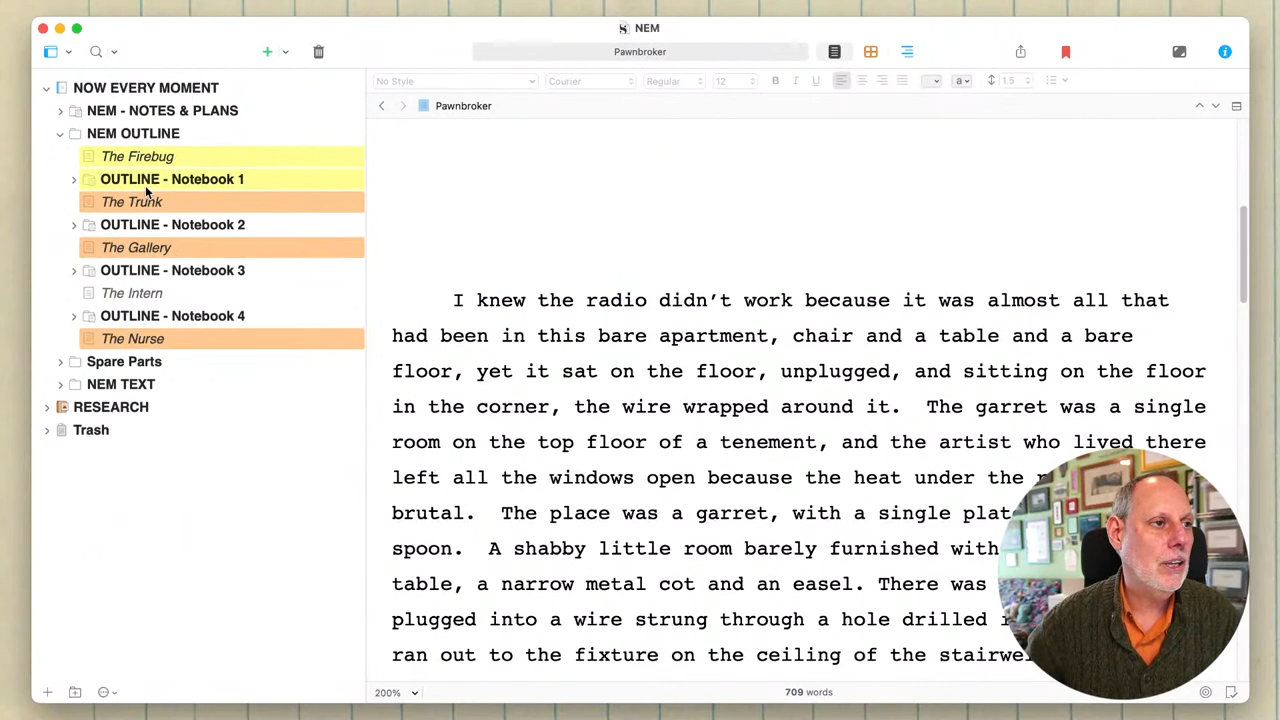 NEM
Pawnbroker
No Style
Courier
Regular
12
B I U
a
1.5
Pawnbroker
NOW EVERY MOMENT
NEM - NOTES & PLANS
NEM OUTLINE
The Firebug
OUTLINE - Notebook 1
The Trunk
OUTLINE - Notebook 2
The Gallery
OUTLINE - Notebook 3
The Intern
OUTLINE - Notebook 4
The Nurse
Spare Parts
NEM TEXT
RESEARCH
Trash
I knew the radio didn’t work because it was almost all that
had been in this bare apartment, chair and a table and a bare
floor, yet it sat on the floor, unplugged, and sitting on the floor
in the corner, the wire wrapped around it.  The garret was a single
room on the top floor of a tenement, and the artist who lived there
left all the windows open because the heat under the
brutal.  The place was a garret, with a single
spoon.  A shabby little room barely furnished with
table, a narrow metal cot and an easel. There was
plugged into a wire strung through a hole drilled
ran out to the fixture on the ceiling of the
200%
709 words